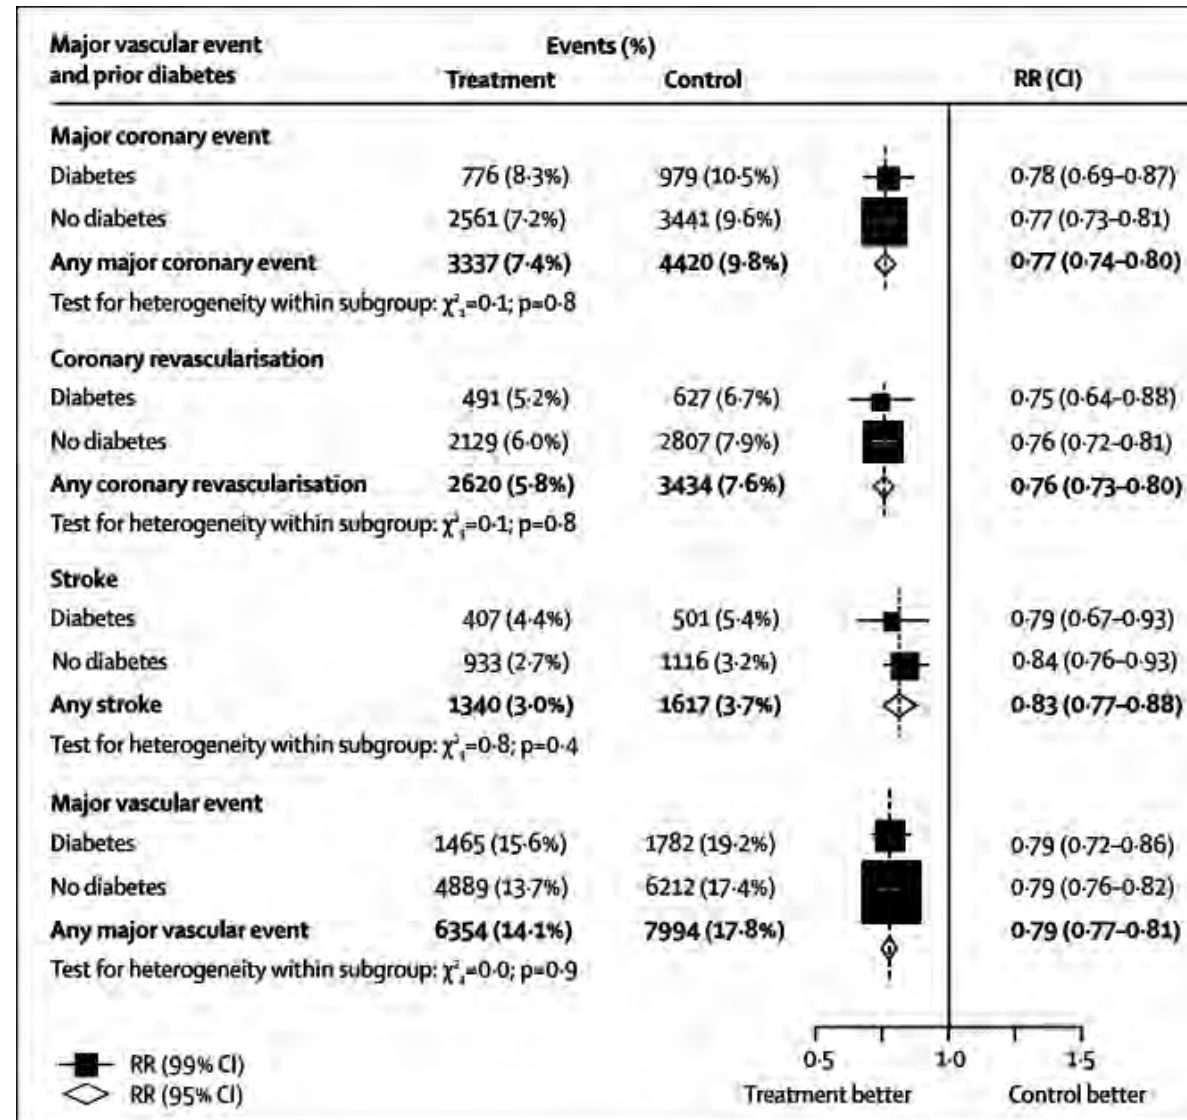 Major vascular event Events (%)
and prior diabetes Treatment Control RR (CI)
Major coronary event
Diabetes 776 (8·3%) 979 (10·5%) 0·78 (0·69–0·87)
No diabetes 2561 (7·2%) 3441 (9·6%) 0·77 (0·73–0·81)
Any major coronary event 3337 (7·4%) 4420 (9·8%) 0·77 (0·74–0·80)
Test for heterogeneity within subgroup: χ²₁=0·1; p=0·8
Coronary revascularisation
Diabetes 491 (5·2%) 627 (6·7%) 0·75 (0·64–0·88)
No diabetes 2129 (6·0%) 2807 (7·9%) 0·76 (0·72–0·81)
Any coronary revascularisation 2620 (5·8%) 3434 (7·6%) 0·76 (0·73–0·80)
Test for heterogeneity within subgroup: χ²₁=0·1; p=0·8
Stroke
Diabetes 407 (4·4%) 501 (5·4%) 0·79 (0·67–0·93)
No diabetes 933 (2·7%) 1116 (3·2%) 0·84 (0·76–0·93)
Any stroke 1340 (3·0%) 1617 (3·7%) 0·83 (0·77–0·88)
Test for heterogeneity within subgroup: χ²₁=0·8; p=0·4
Major vascular event
Diabetes 1465 (15·6%) 1782 (19·2%) 0·79 (0·72–0·86)
No diabetes 4889 (13·7%) 6212 (17·4%) 0·79 (0·76–0·82)
Any major vascular event 6354 (14·1%) 7994 (17·8%) 0·79 (0·77–0·81)
Test for heterogeneity within subgroup: χ²₁=0·0; p=0·9
0·5 1·0 1·5
RR (99% CI)
RR (95% CI) Treatment better Control better